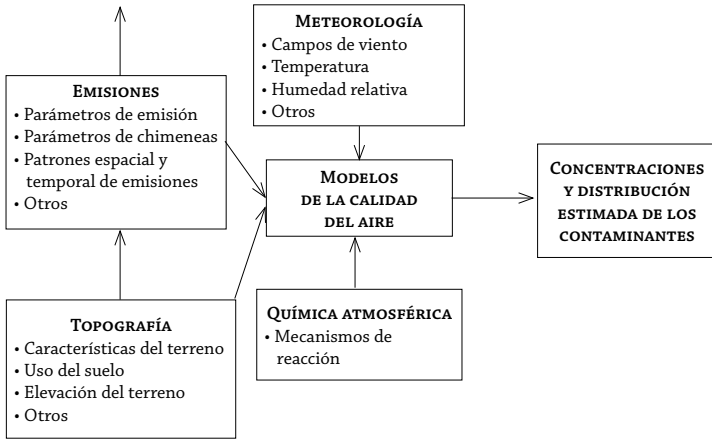 METEOROLOGÍA
• Campos de viento
• Temperatura
• Humedad relativa
• Otros
EMISIONES
• Parámetros de emisión
• Parámetros de chimeneas
• Patrones espacial y
temporal de emisiones
• Otros
MODELOS
DE LA CALIDAD
DEL AIRE
CONCENTRACIONES
Y DISTRIBUCIÓN
ESTIMADA DE LOS
CONTAMINANTES
TOPOGRAFÍA
• Características del terreno
• Uso del suelo
• Elevación del terreno
• Otros
QUÍMICA ATMOSFÉRICA
• Mecanismos de
reacción